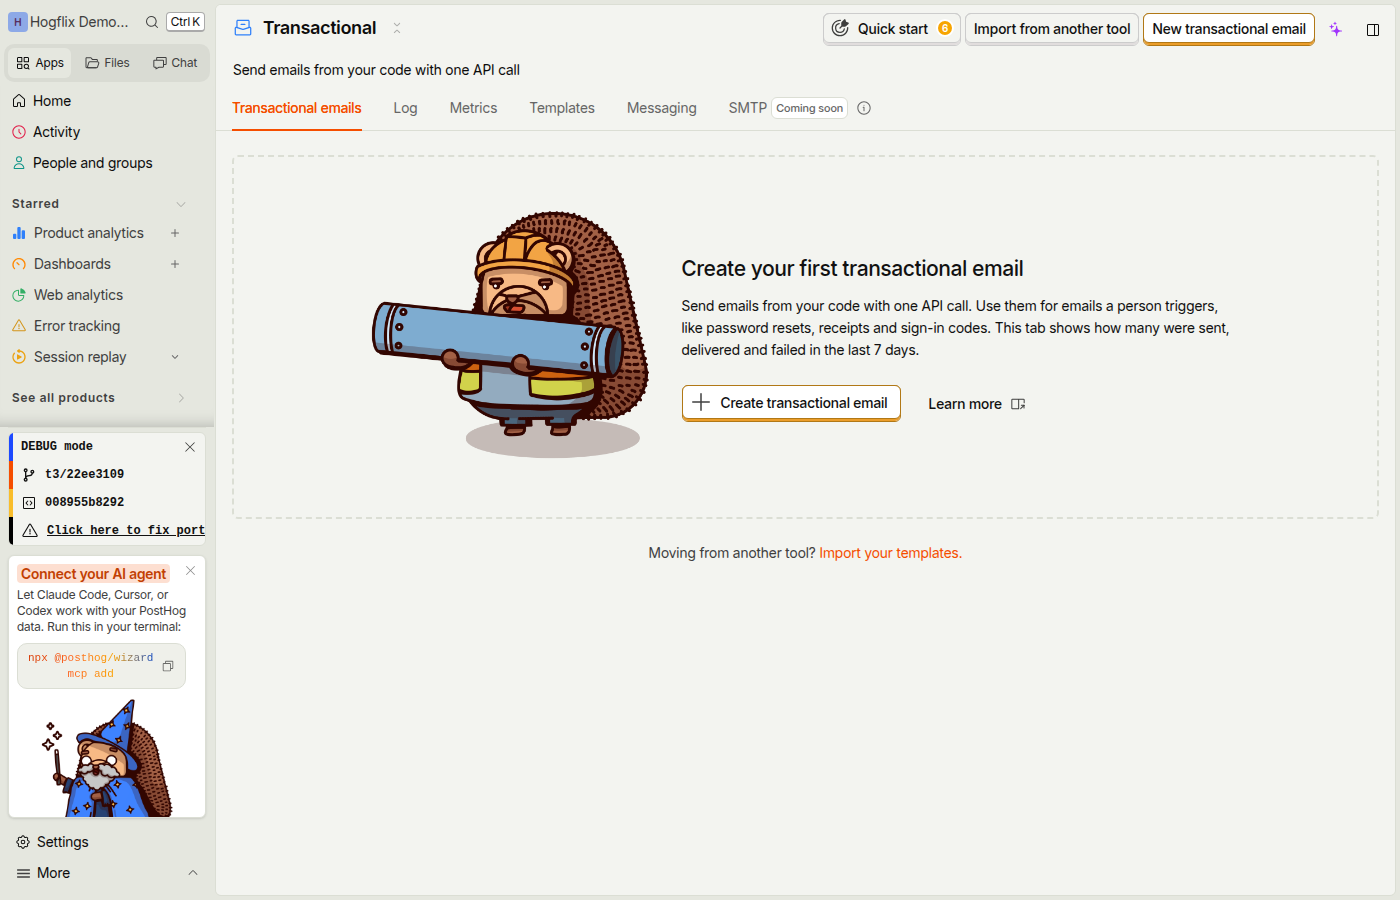 H Hogflix Demo... Ctrl K
Apps Files Chat
Home
Activity
People and groups
Starred
Product analytics
Dashboards
Web analytics
Error tracking
Session replay
See all products
DEBUG mode
t3/22ee3109
008955b8292
Click here to fix port
Connect your AI agent
Let Claude Code, Cursor, or
Codex work with your PostHog
data. Run this in your terminal:
npx @posthog/wizard
mcp add
Settings
More
Transactional
Quick start 6
Import from another tool
New transactional email
Send emails from your code with one API call
Transactional emails Log Metrics Templates Messaging SMTP Coming soon
Create your first transactional email
Send emails from your code with one API call. Use them for emails a person triggers,
like password resets, receipts and sign-in codes. This tab shows how many were sent,
delivered and failed in the last 7 days.
Create transactional email Learn more
Moving from another tool? Import your templates.